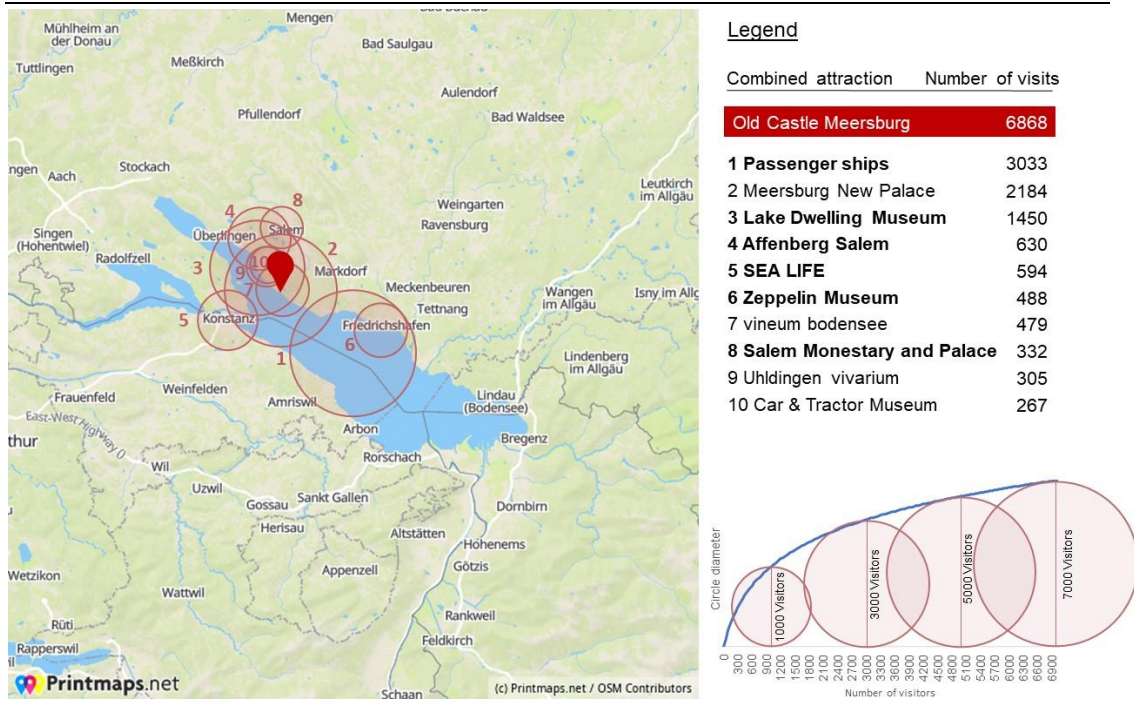 Bad Buchau
Mengen
Mühlheim an
der Donau
Bad Saulgau
Tuttlingen
Meßkirch
Aulendorf
Pfullendorf
Bad Waldsee
Stockach
ngen
Aach
8
Leutkirch
im Allgäu
4
Weingarten
Salem
Ravensburg
Singen
(Hohentwiel)
Überlingen
2
Radolfzell
3
10
9
Markdorf
7
Meckenbeuren
Wangen
im Allgäu
Isny im Allg
Tettnang
5
Konstanz
Friedrichshafen
6
1
Lindenberg
im Allgäu
Weinfelden
Frauenfeld
Amriswil
Lindau
(Bodensee)
East-West Highway 0
Arbon
Bregenz
thur
Rorschach
Wil
Uzwil
Gossau
Sankt Gallen
Dornbirn
Herisau
Altstätten
Hohenems
Appenzell
Götzis
Wetzikon
Wattwil
Rankweil
Rüti
Feldkirch
Rapperswil
Printmaps.net
Schaan
(c) Printmaps.net / OSM Contributors
Legend
Combined attraction Number of visits
Old Castle Meersburg 6868
1 Passenger ships 3033
2 Meersburg New Palace 2184
3 Lake Dwelling Museum 1450
4 Affenberg Salem 630
5 SEA LIFE 594
6 Zeppelin Museum 488
7 vineum bodensee 479
8 Salem Monestary and Palace 332
9 Uhldingen vivarium 305
10 Car & Tractor Museum 267
Circle diameter
1000 Visitors
3000 Visitors
5000 Visitors
7000 Visitors
0 300 600 900 1200 1500 1800 2100 2400 2700 3000 3300 3600 3900 4200 4500 4800 5100 5400 5700 6000 6300 6600 6900
Number of visitors